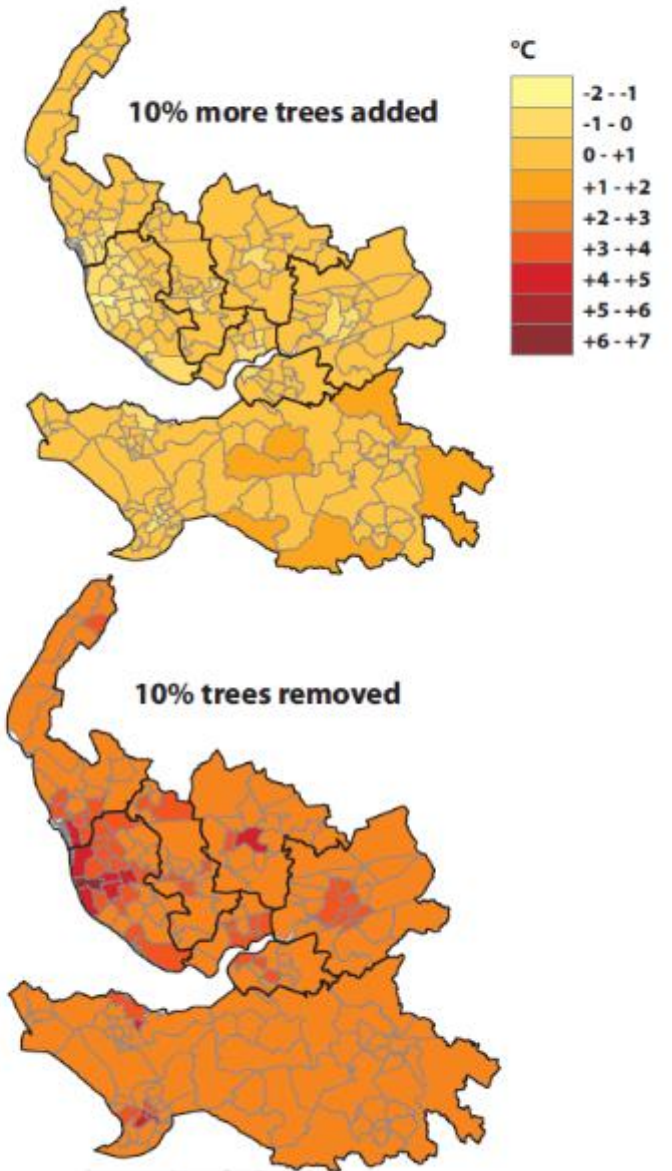 °C
10% more trees added
-2 - -1
-1 - 0
0 - +1
+1 - +2
+2 - +3
+3 - +4
+4 - +5
+5 - +6
+6 - +7
10% trees removed